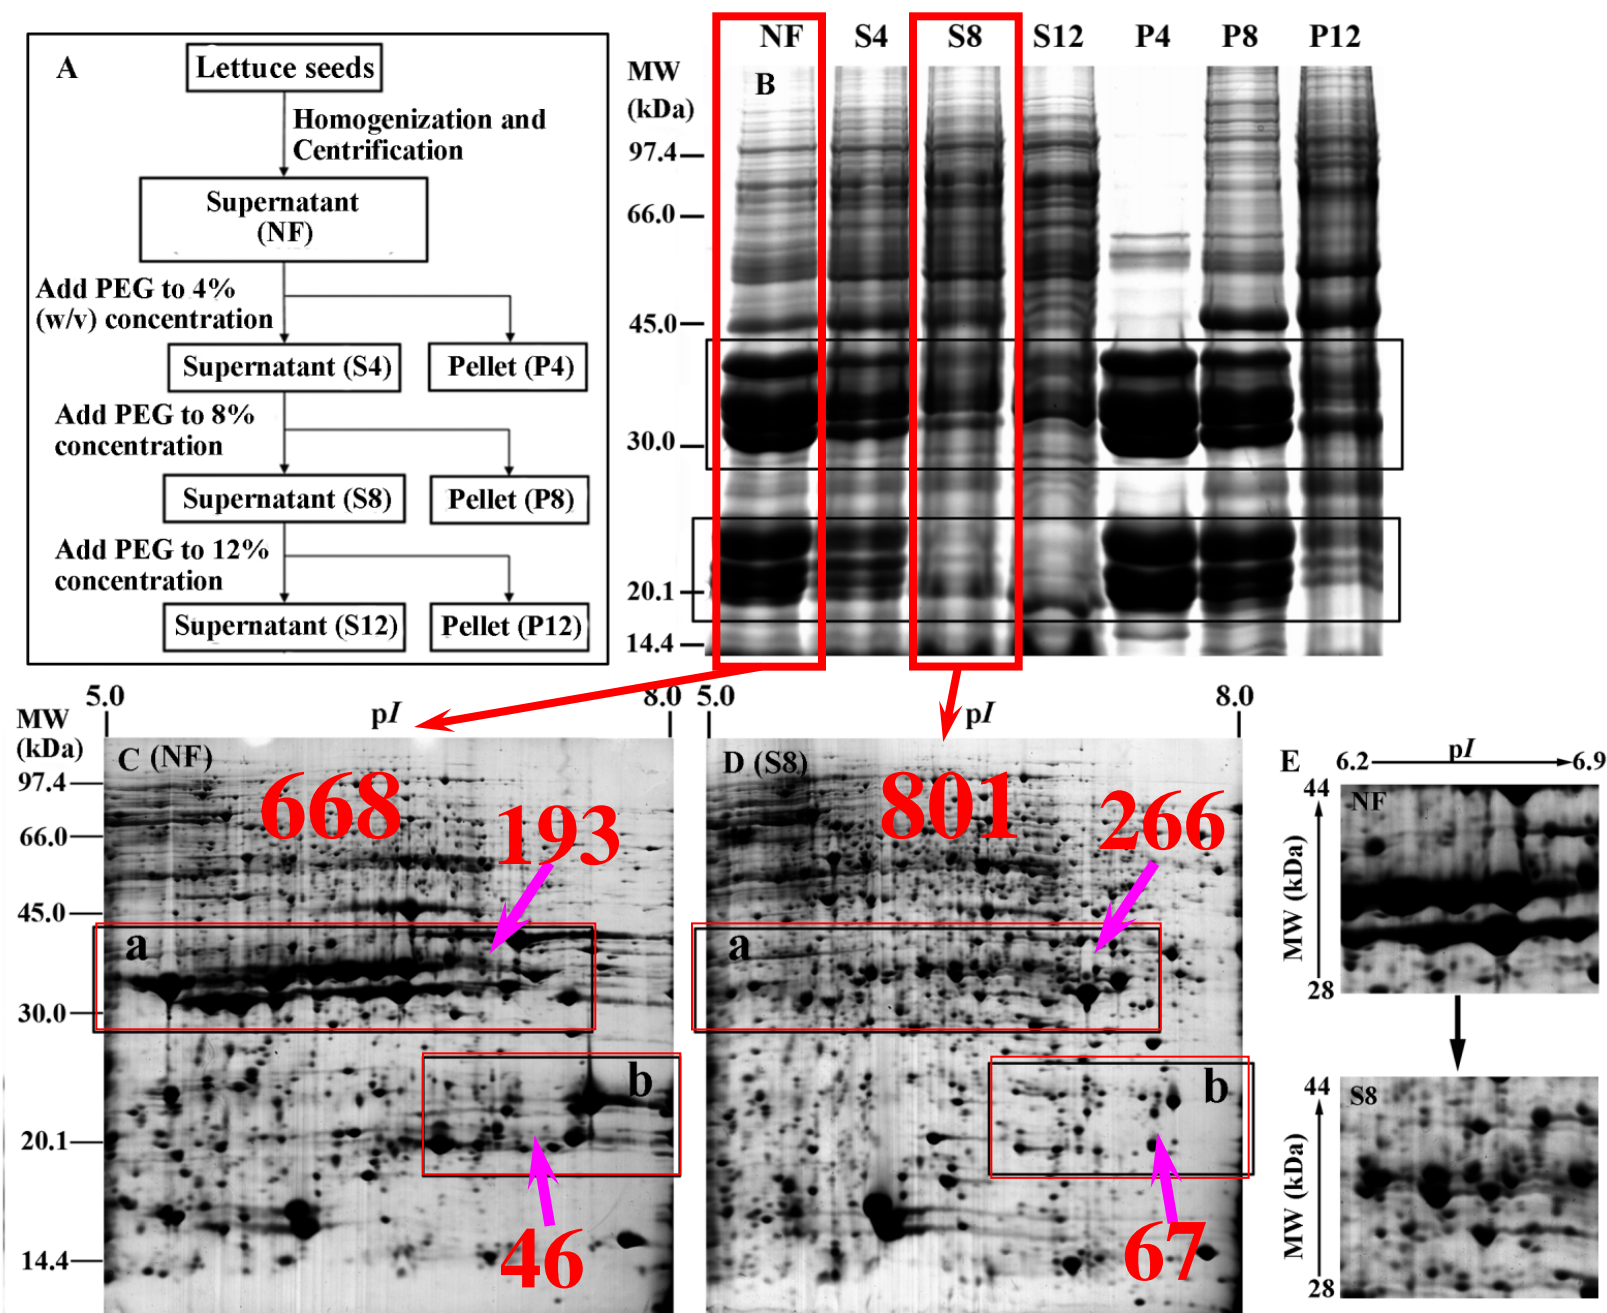 A
Lettuce seeds
Homogenization and
Centrification
Supernatant
(NF)
Add PEG to 4%
(w/v) concentration
Supernatant (S4)
Pellet (P4)
Add PEG to 8%
concentration
Supernatant (S8)
Pellet (P8)
Add PEG to 12%
concentration
Supernatant (S12)
Pellet (P12)
NF S4 S8 S12 P4 P8 P12
MW
(kDa)
B
97.4
66.0
45.0
30.0
20.1
14.4
5.0 pI 8.0
MW
(kDa)
C (NF)
668
193
97.4
66.0
45.0
30.0
20.1
14.4
a
b
46
5.0 pI 8.0
D (S8)
801
266
a
b
67
E
pI
6.2 6.9
44
NF
MW (kDa)
28
44
S8
MW (kDa)
28